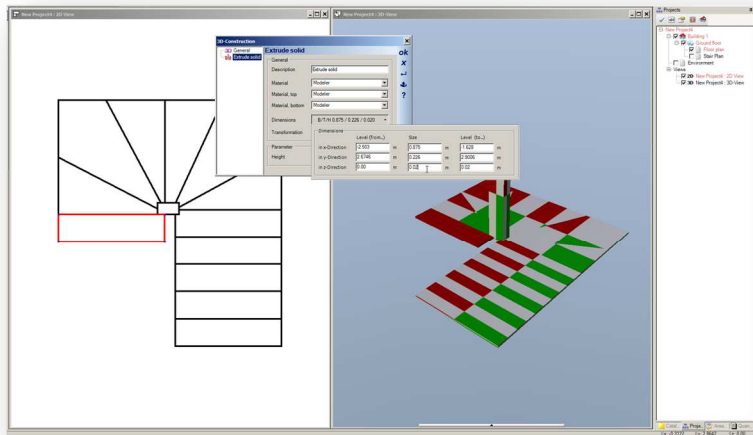 New Project4 : 2D View
New Project4 : 3D-View
3D-Construction
3D General
Extrude solid
Extrude solid
General
Description
Extrude solid
Material
Modeler
Material, top
Modeler
Material, bottom
Modeler
Dimensions
B/T/H 0.875 / 0.226 / 0.020
Transformation
Parameter
Height
ok
x
?
Dimensions
Level (from...)
Size
Level (to...)
in x-Direction
-2.503
m
0.875
m
-1.628
m
in y-Direction
2.6746
m
0.226
m
2.9006
m
in z-Direction
0.00
m
0.02
m
0.02
m
Projects
New Project4
Building 1
Ground floor
Floor plan
Stair Plan
Environment
Views
2D New Project4 : 2D View
3D New Project4 : 3D-View
Proje..